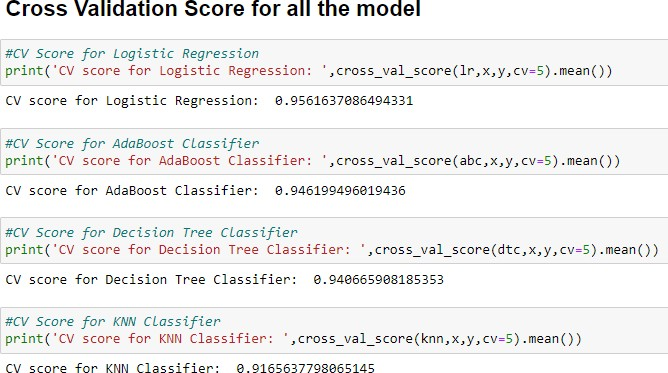 Cross Validation Score for all the model
#CV Score for Logistic Regression
print('CV score for Logistic Regression: ',cross_val_score(lr,x,y,cv=5).mean())
CV score for Logistic Regression:  0.9561637086494331
#CV Score for AdaBoost Classifier
print('CV score for AdaBoost Classifier: ',cross_val_score(abc,x,y,cv=5).mean())
CV score for AdaBoost Classifier:  0.946199496019436
#CV Score for Decision Tree Classifier
print('CV score for Decision Tree Classifier: ',cross_val_score(dtc,x,y,cv=5).mean())
CV score for Decision Tree Classifier:  0.940665908185353
#CV Score for KNN Classifier
print('CV score for KNN Classifier: ',cross_val_score(knn,x,y,cv=5).mean())
CV score for KNN Classifier:  0.9165637798065145